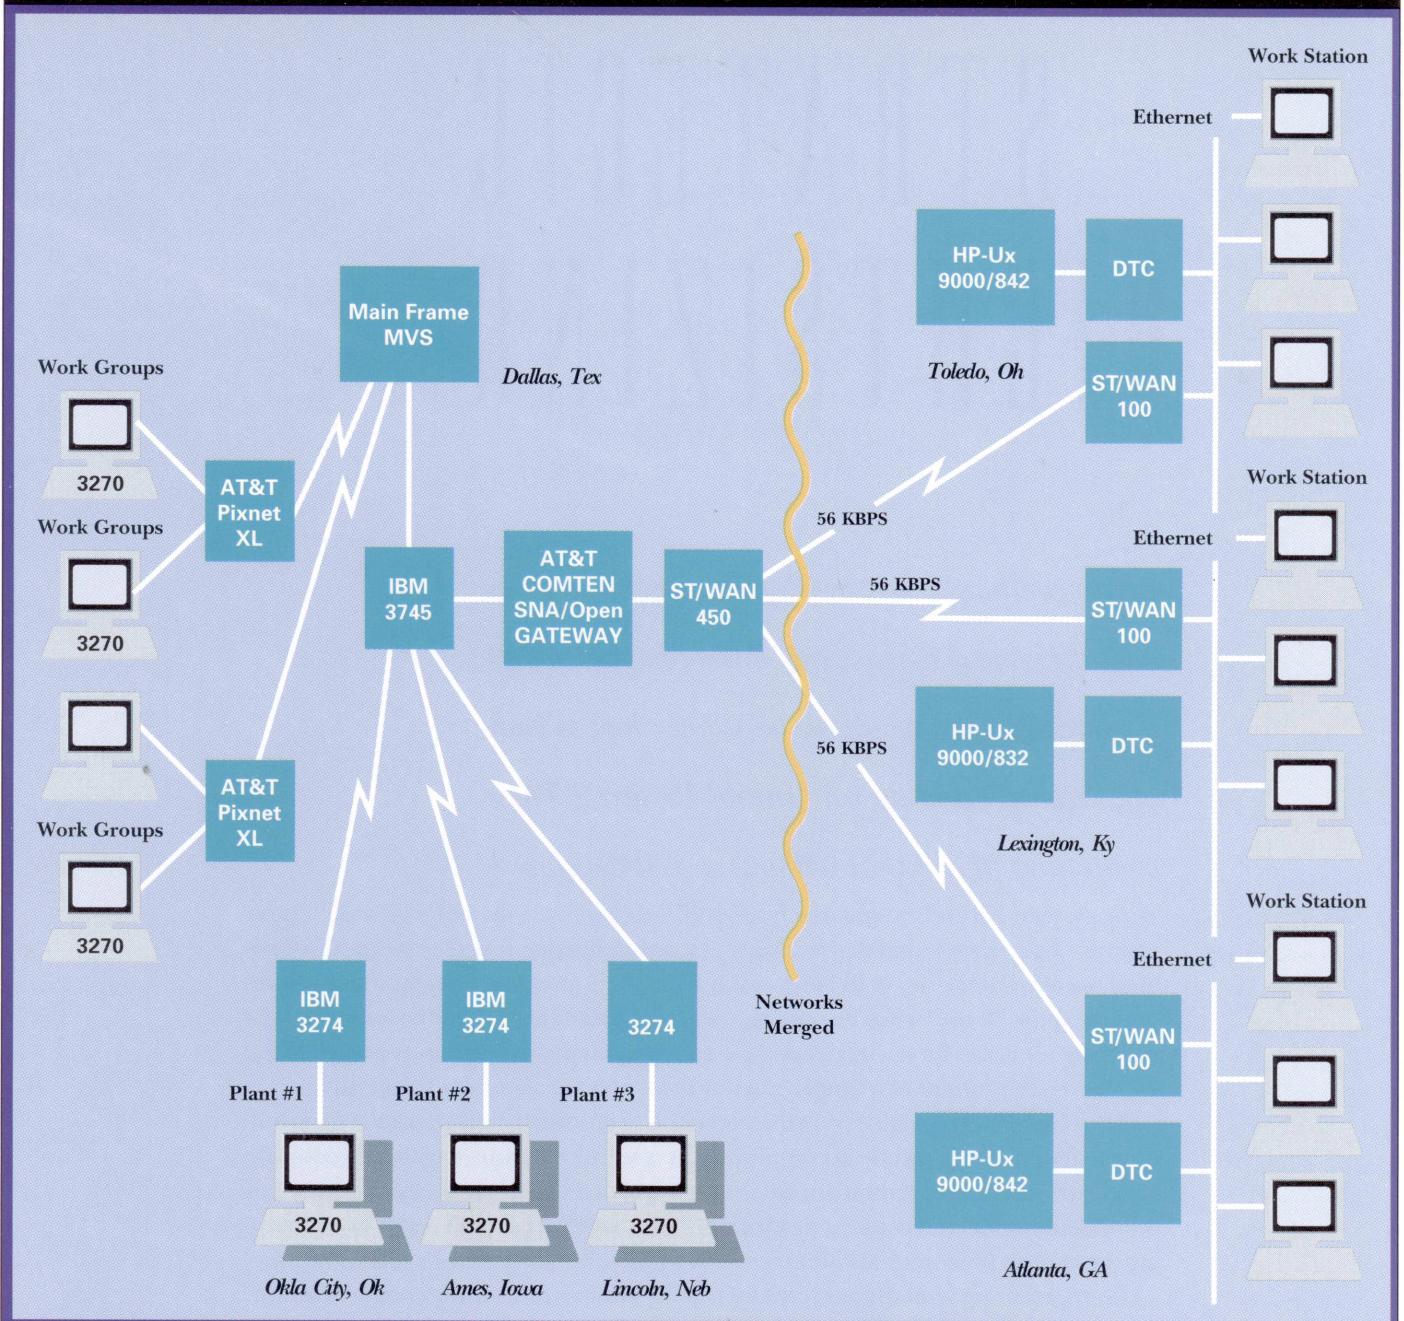 Work Station
Ethernet
HP-Ux
9000/842
DTC
Main Frame
MVS
Dallas, Tex
Toledo, Oh
ST/WAN
100
Work Groups
3270
AT&T
Pixnet
XL
Work Groups
3270
56 KBPS
Work Station
Ethernet
IBM
3745
AT&T
COMTEN
SNA/Open
GATEWAY
ST/WAN
450
56 KBPS
ST/WAN
100
HP-Ux
9000/832
DTC
56 KBPS
Lexington, Ky
AT&T
Pixnet
XL
Work Groups
3270
Work Station
Ethernet
IBM
3274
IBM
3274
3274
Networks
Merged
ST/WAN
100
Plant #1
Plant #2
Plant #3
HP-Ux
9000/842
DTC
3270
3270
3270
Okla City, Ok
Ames, Iowa
Lincoln, Neb
Atlanta, GA